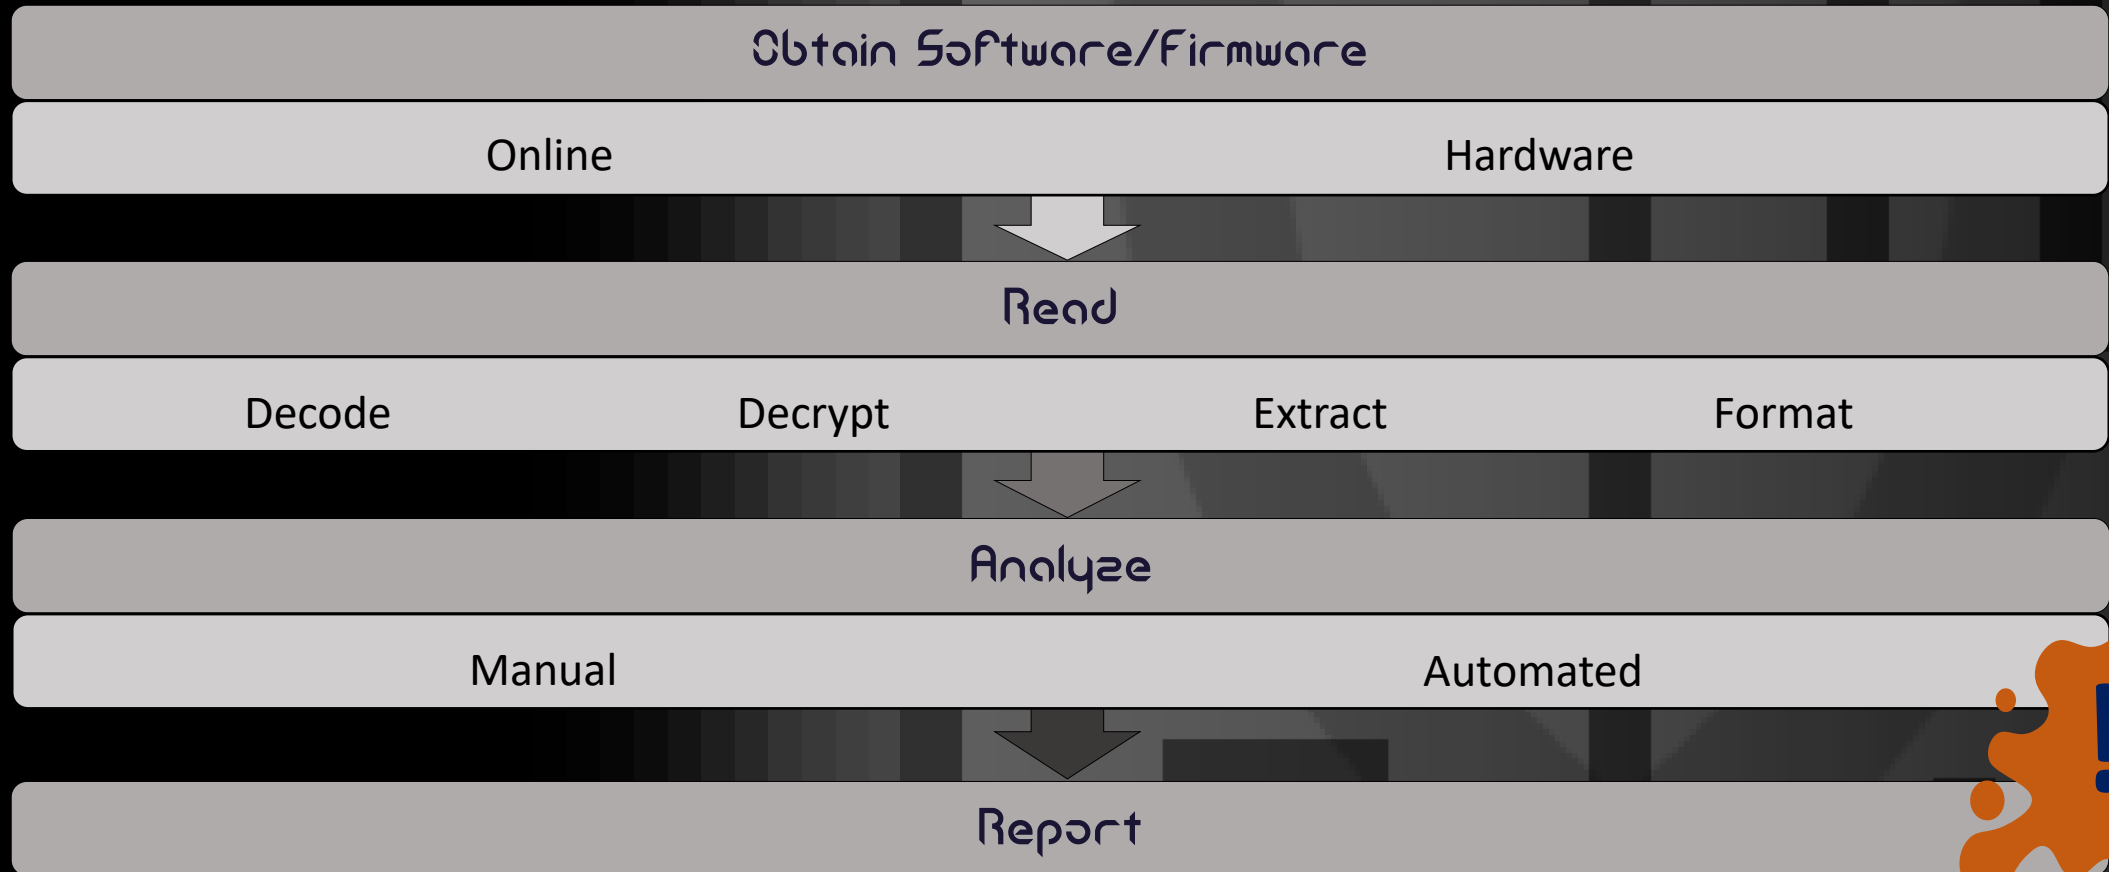 Obtain Software/Firmware
Online Hardware
Read
Decode Decrypt Extract Format
Analyze
Manual Automated
Report
!